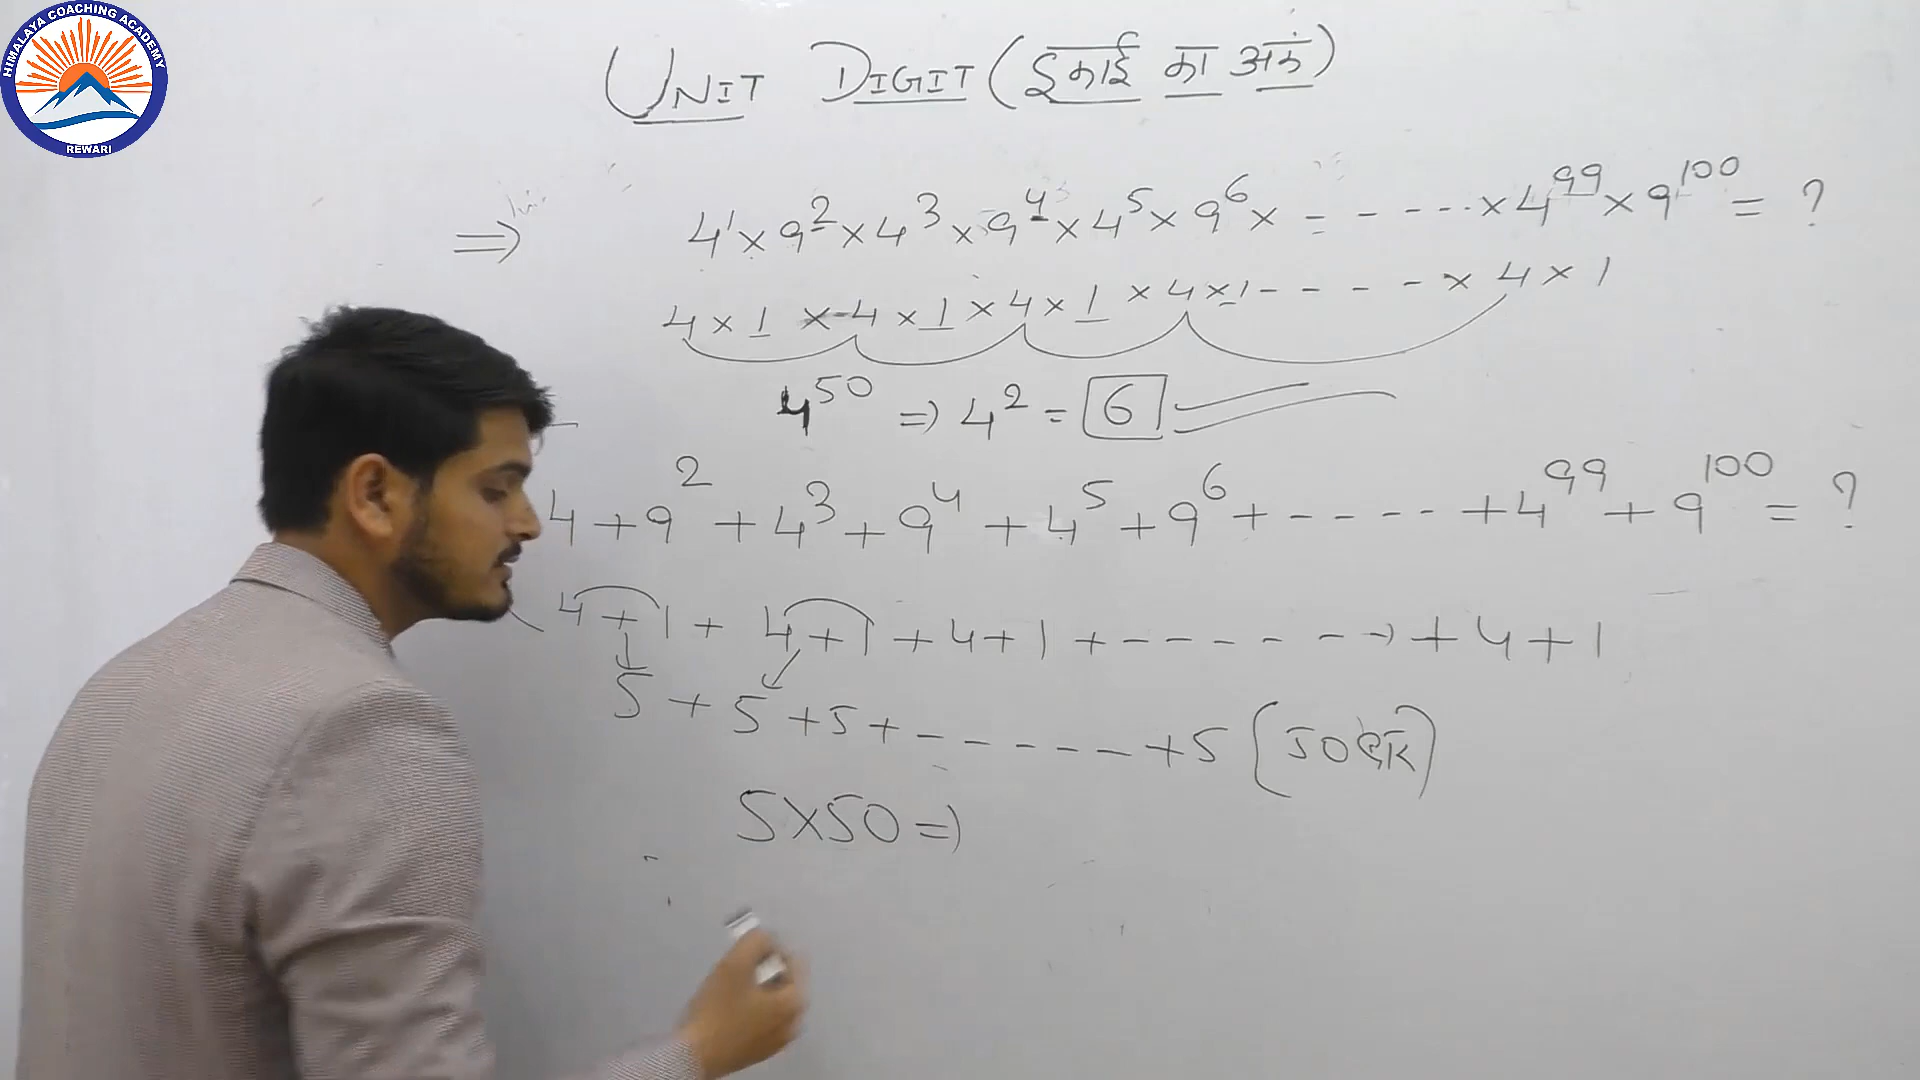 HIMALAYA COACHING ACADEMY
REWARI
UNIT DIGIT (इकाई का अंक)
⇒ 4¹ × 9² × 4³ × 9⁴ × 4⁵ × 9⁶ × - - - - - × 4⁹⁹ × 9¹⁰⁰ = ?
4 × 1 × 4 × 1 × 4 × 1 × 4 × 1 - - - - - × 4 × 1
4⁵⁰ ⇒ 4² = 6
4 + 9² + 4³ + 9⁴ + 4⁵ + 9⁶ + - - - - - + 4⁹⁹ + 9¹⁰⁰ = ?
4 + 1 + 4 + 1 + 4 + 1 + - - - - - - + 4 + 1
5 + 5 + 5 + - - - - - - + 5 (50 बार)
5 × 50 ⇒